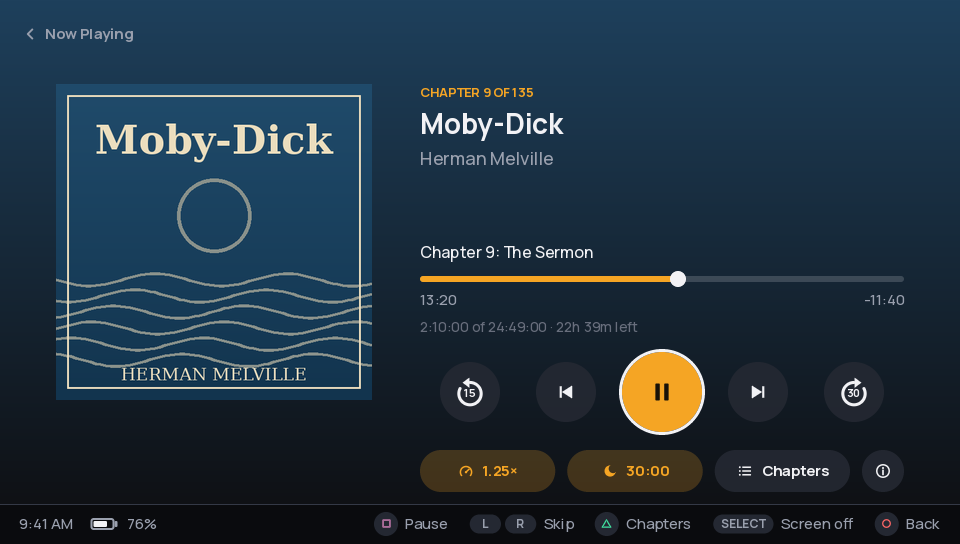 Now Playing
Moby-Dick
HERMAN MELVILLE
CHAPTER 9 OF 135
Moby-Dick
Herman Melville
Chapter 9: The Sermon
13:20 -11:40
2:10:00 of 24:49:00 · 22h 39m left
15 30
1.25× 30:00 Chapters
9:41 AM 76% Pause L R Skip Chapters SELECT Screen off Back